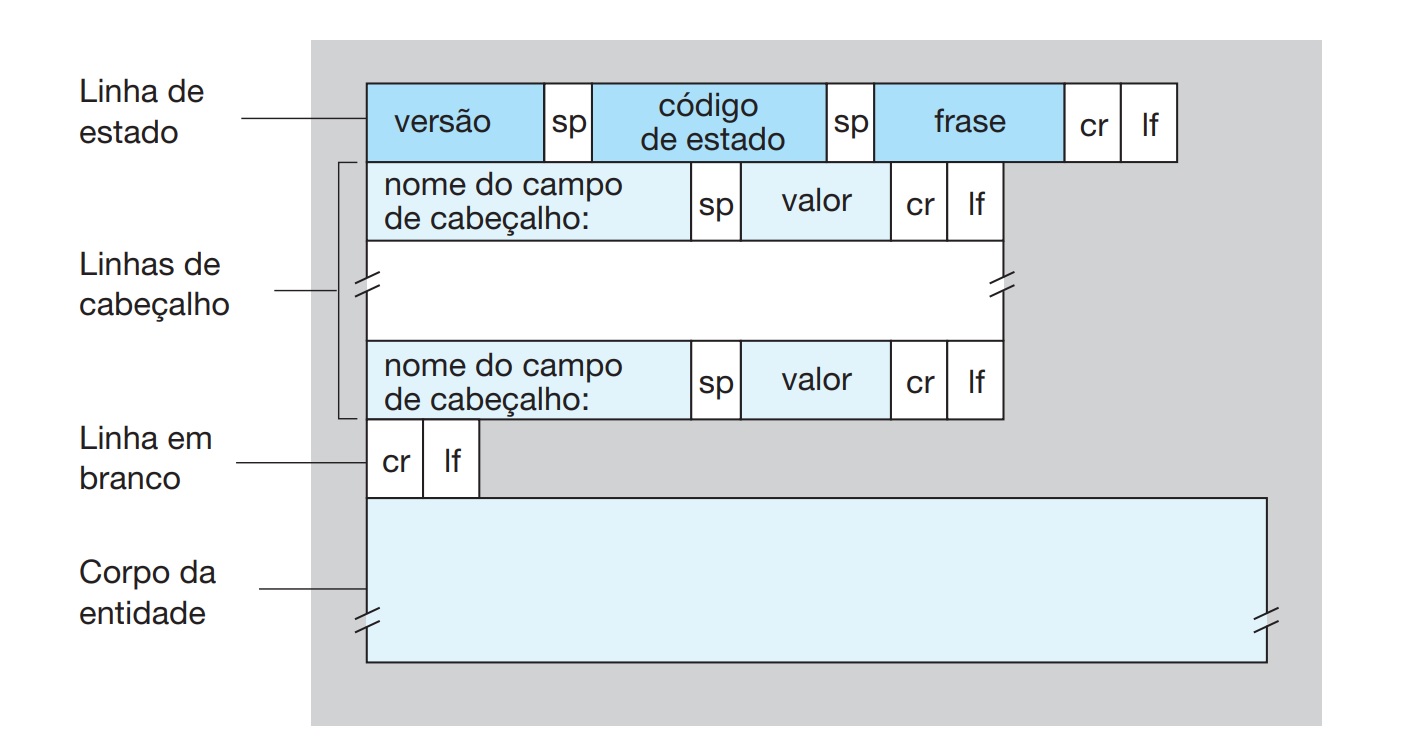 Linha de
estado
versão sp código
de estado sp frase cr lf
nome do campo
de cabeçalho: sp valor cr lf
Linhas de
cabeçalho
nome do campo
de cabeçalho: sp valor cr lf
Linha em
branco
cr lf
Corpo da
entidade